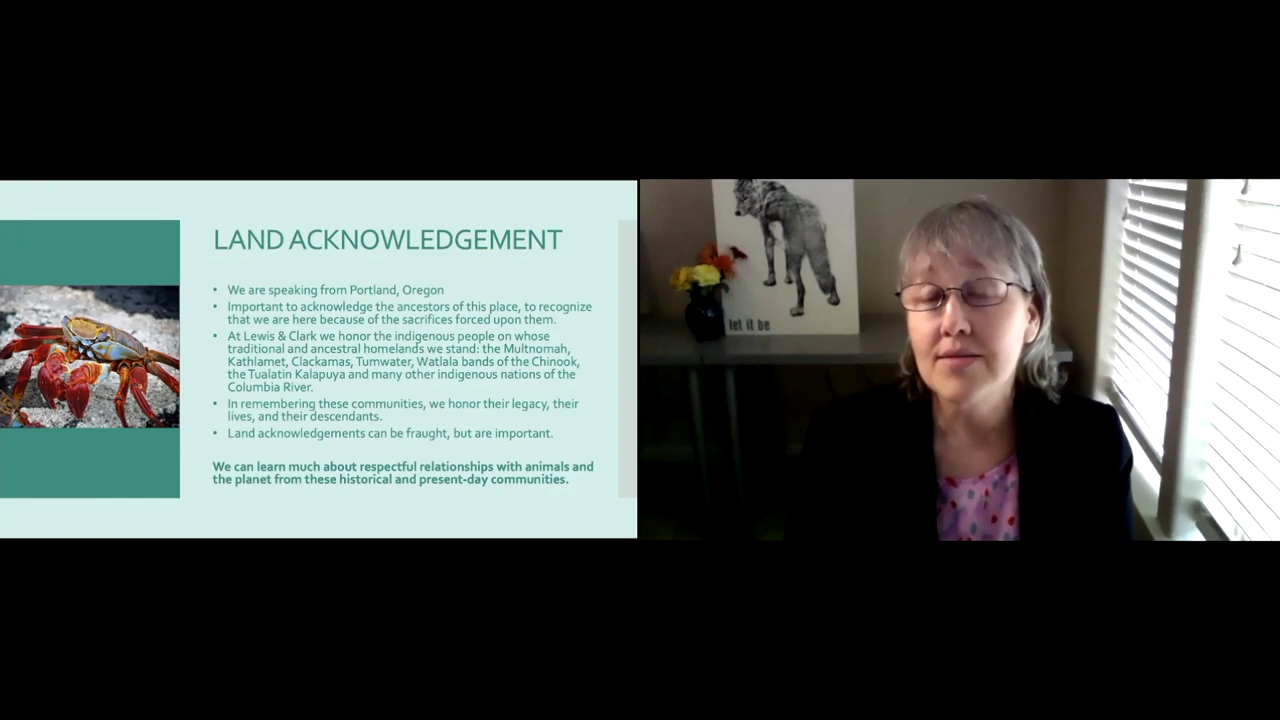 LAND ACKNOWLEDGEMENT
• We are speaking from Portland, Oregon
• Important to acknowledge the ancestors of this place, to recognize
that we are here because of the sacrifices forced upon them.
• At Lewis & Clark we honor the indigenous people on whose
traditional and ancestral homelands we stand: the Multnomah,
Kathlamet, Clackamas, Tumwater, Watlala bands of the Chinook,
the Tualatin Kalapuya and many other indigenous nations of the
Columbia River.
• In remembering these communities, we honor their legacy, their
lives, and their descendants.
• Land acknowledgements can be fraught, but are important.
We can learn much about respectful relationships with animals and
the planet from these historical and present-day communities.
let it be